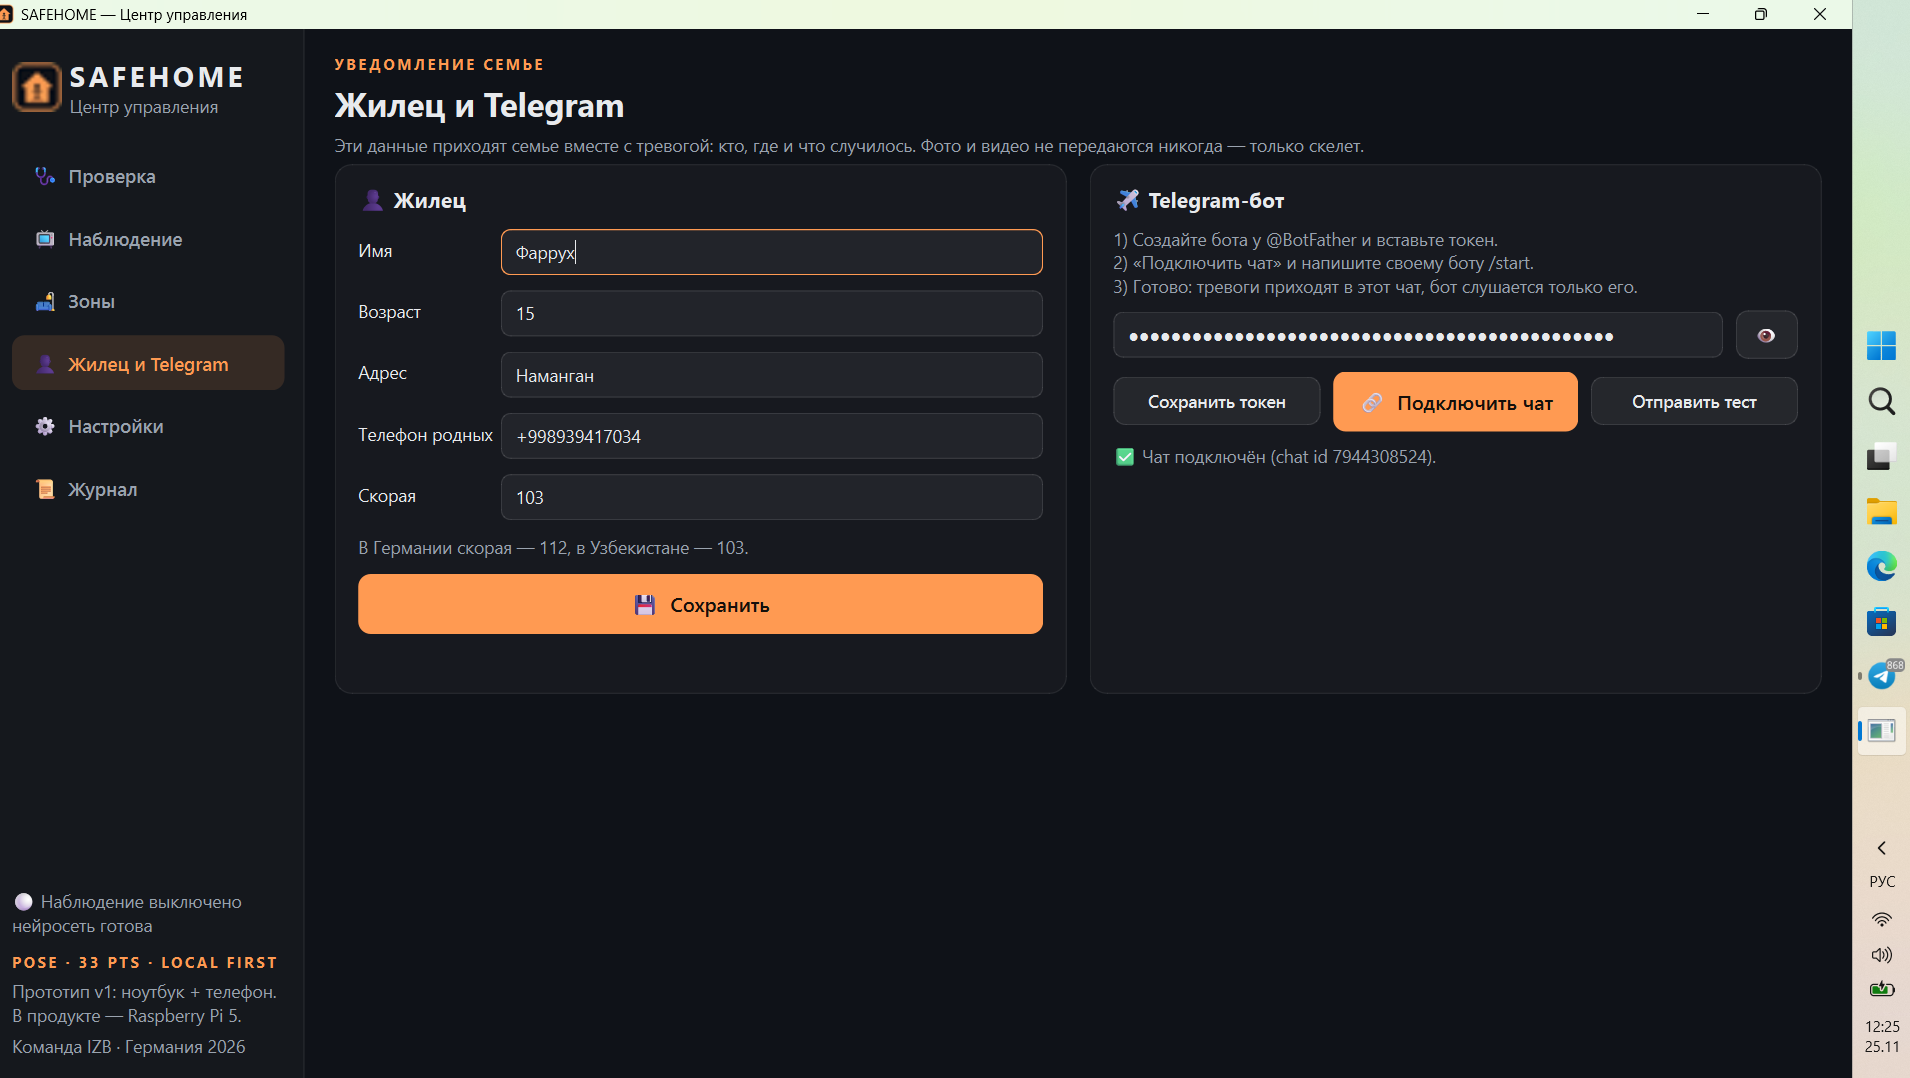 SAFEHOME — Центр управления
SAFEHOME
Центр управления
Проверка
Наблюдение
Зоны
Жилец и Telegram
Настройки
Журнал
Наблюдение выключено
нейросеть готова
POSE · 33 PTS · LOCAL FIRST
Прототип v1: ноутбук + телефон.
В продукте — Raspberry Pi 5.
Команда IZB · Германия 2026
УВЕДОМЛЕНИЕ СЕМЬЕ
Жилец и Telegram
Эти данные приходят семье вместе с тревогой: кто, где и что случилось. Фото и видео не передаются никогда — только скелет.
Жилец
Имя
Фаррух
Возраст
15
Адрес
Наманган
Телефон родных
+998939417034
Скорая
103
В Германии скорая — 112, в Узбекистане — 103.
Сохранить
Telegram-бот
1) Создайте бота у @BotFather и вставьте токен.
2) «Подключить чат» и напишите своему боту /start.
3) Готово: тревоги приходят в этот чат, бот слушается только его.
Сохранить токен
Подключить чат
Отправить тест
Чат подключён (chat id 7944308524).
868
РУС
12:25
25.11